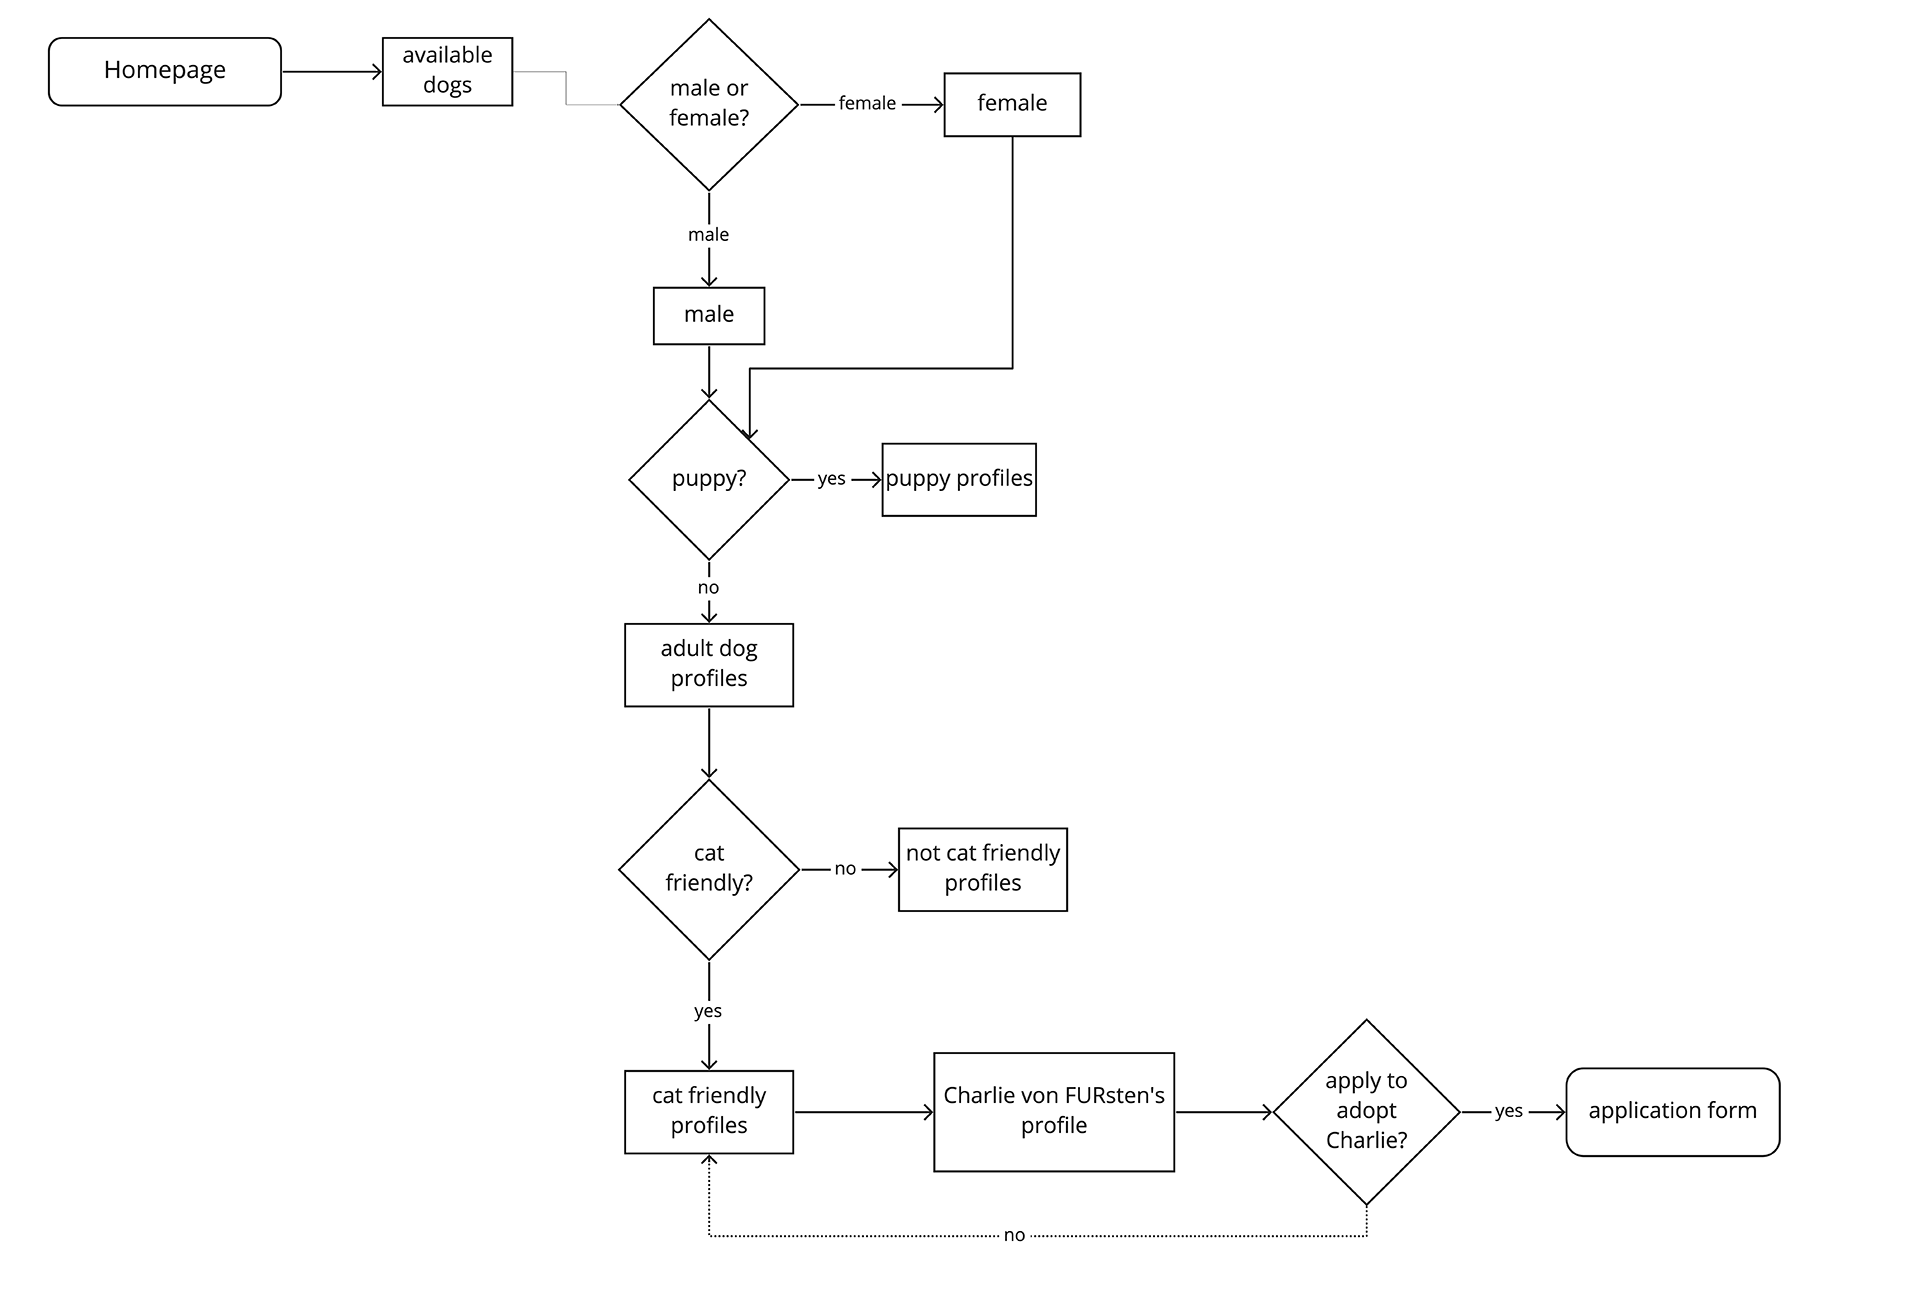 Homepage
available
dogs
male or
female?
female
female
male
male
puppy?
yes
puppy profiles
no
adult dog
profiles
cat
friendly?
no
not cat friendly
profiles
yes
cat friendly
profiles
Charlie von FURsten's
profile
apply to
adopt
Charlie?
yes
application form
no